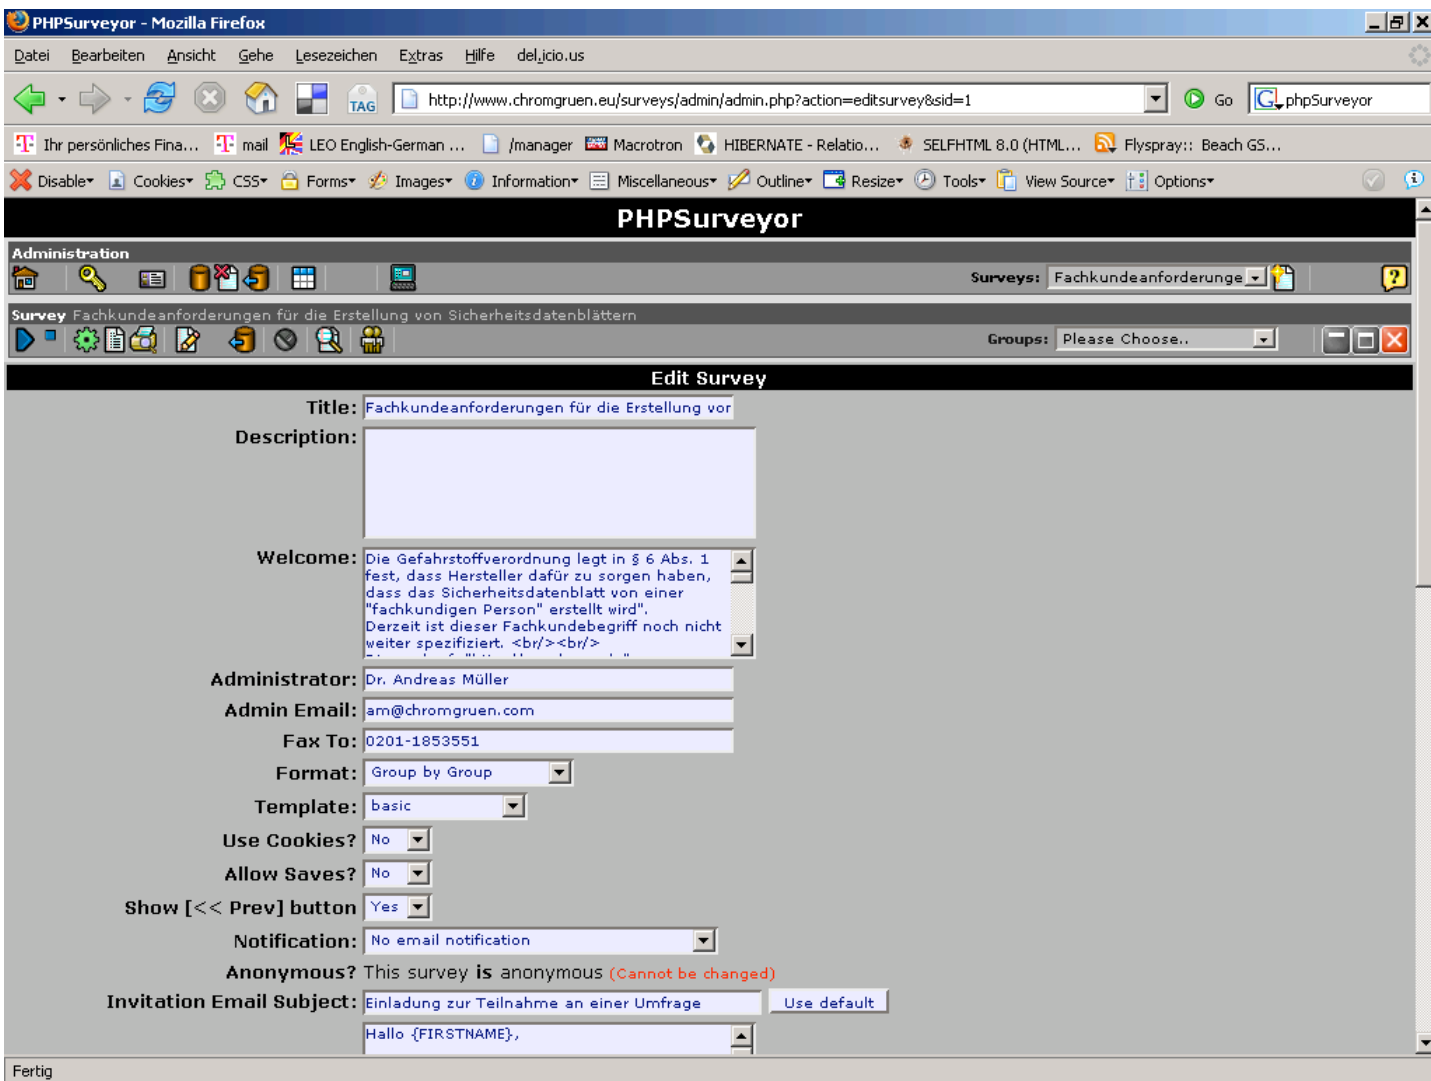 PHPSurveyor - Mozilla Firefox
Datei Bearbeiten Ansicht Gehe Lesezeichen Extras Hilfe del.icio.us
TAG http://www.chromgruen.eu/surveys/admin/admin.php?action=editsurvey&sid=1 Go G phpSurveyor
T Ihr persönliches Fina... T mail LEO English-German ... /manager Macrotron HIBERNATE - Relatio... SELFHTML 8.0 (HTML... Flyspray:: Beach GS...
Disable Cookies CSS Forms Images Information Miscellaneous Outline Resize Tools View Source Options
PHPSurveyor
Administration
Surveys: Fachkundeanforderunge ?
Survey Fachkundeanforderungen für die Erstellung von Sicherheitsdatenblättern
Groups: Please Choose..
Edit Survey
Title: Fachkundeanforderungen für die Erstellung vor
Description:
Welcome: Die Gefahrstoffverordnung legt in § 6 Abs. 1
fest, dass Hersteller dafür zu sorgen haben,
dass das Sicherheitsdatenblatt von einer
"fachkundigen Person" erstellt wird".
Derzeit ist dieser Fachkundebegriff noch nicht
weiter spezifiziert. <br/><br/>
Administrator: Dr. Andreas Müller
Admin Email: am@chromgruen.com
Fax To: 0201-1853551
Format: Group by Group
Template: basic
Use Cookies? No
Allow Saves? No
Show [<< Prev] button Yes
Notification: No email notification
Anonymous? This survey is anonymous (Cannot be changed)
Invitation Email Subject: Einladung zur Teilnahme an einer Umfrage Use default
Hallo {FIRSTNAME},
Fertig